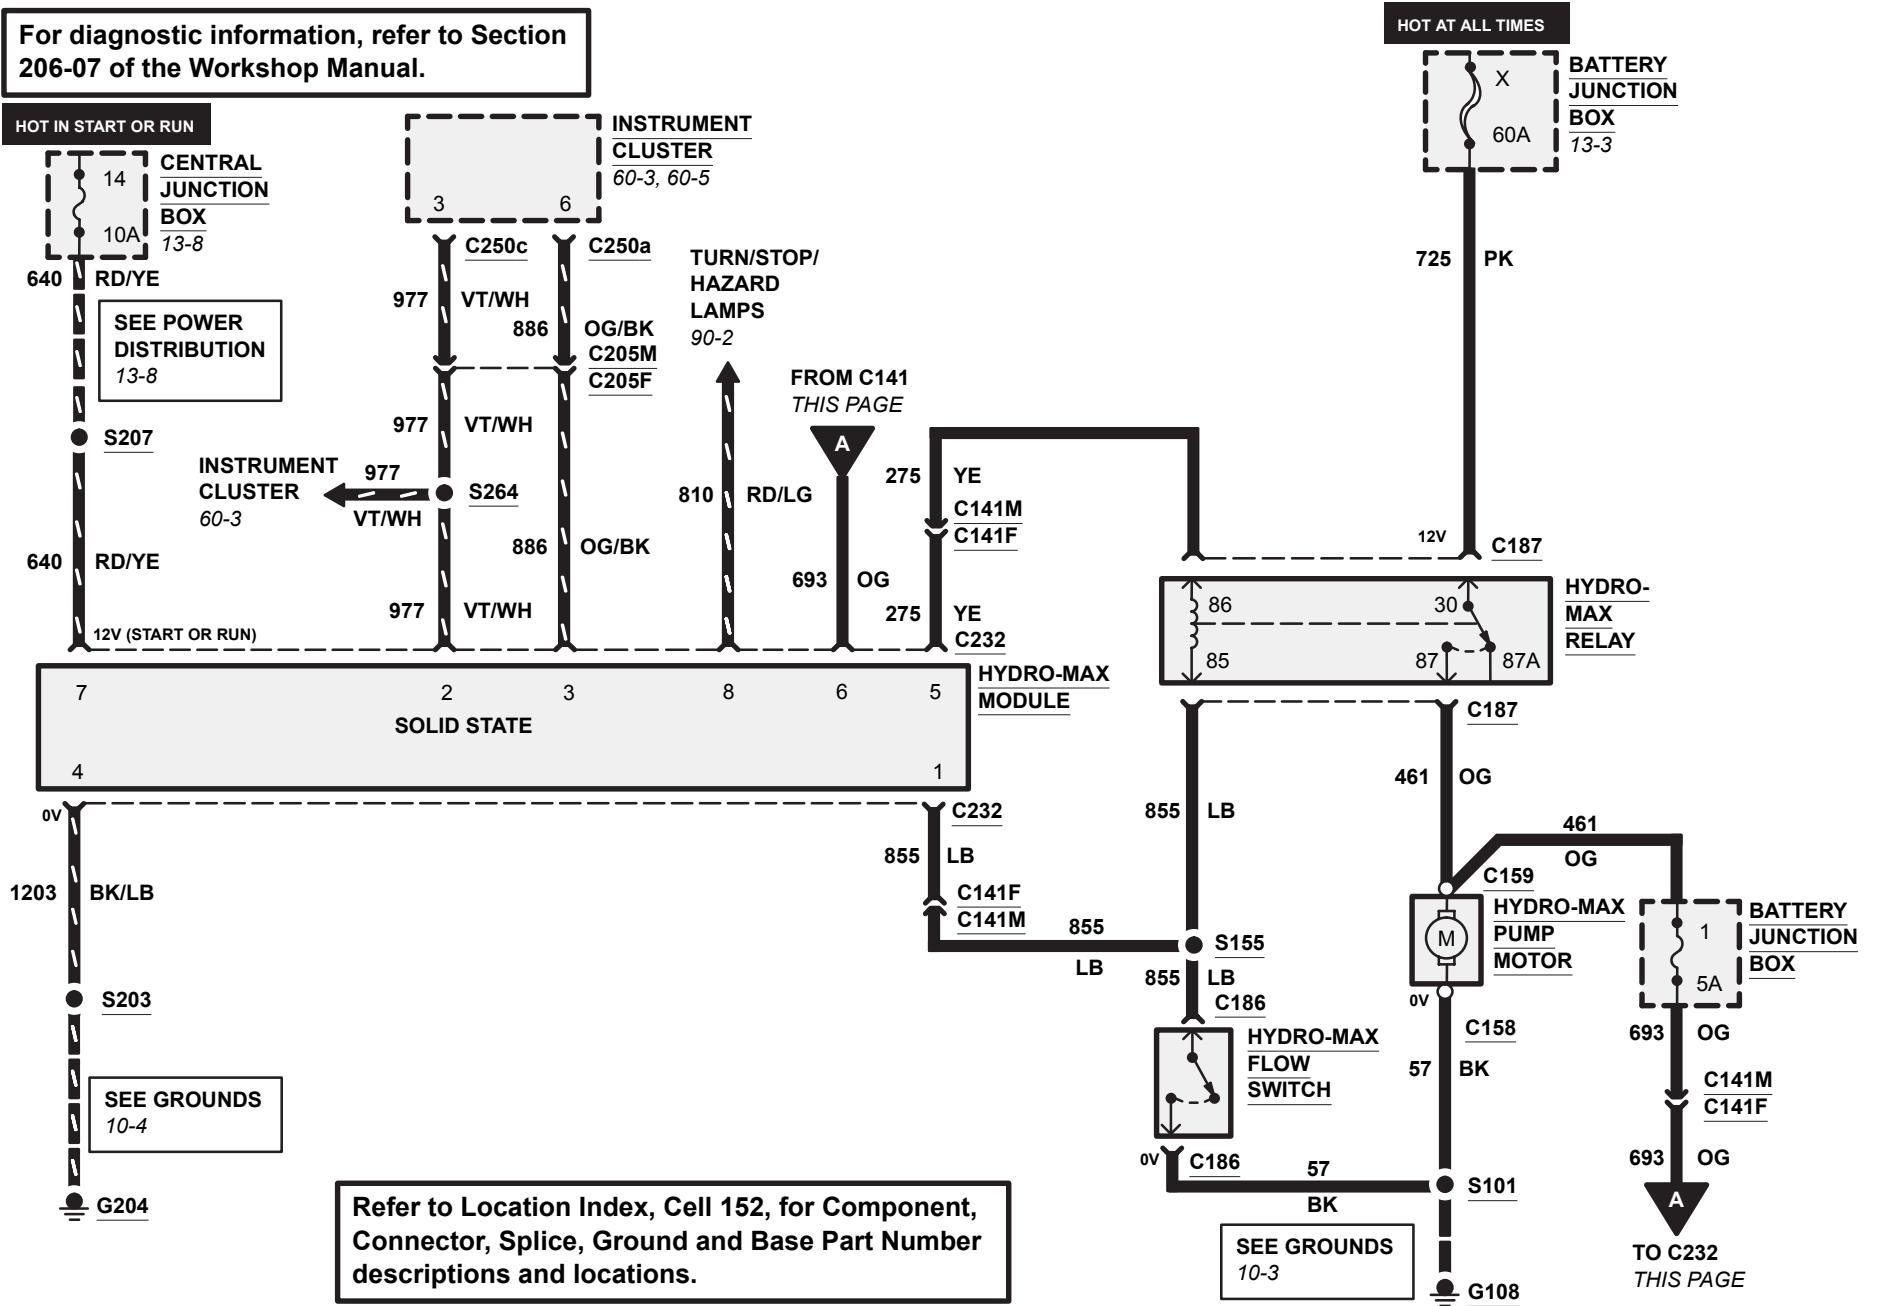 For diagnostic information, refer to Section
206-07 of the Workshop Manual.
HOT IN START OR RUN
14
10A
CENTRAL
JUNCTION
BOX
13-8
640 RD/YE
SEE POWER
DISTRIBUTION
13-8
S207
640 RD/YE
12V (START OR RUN)
INSTRUMENT
CLUSTER
60-3, 60-5
3 6
C250c C250a
977 VT/WH
886 OG/BK
C205M
C205F
977 VT/WH
INSTRUMENT
CLUSTER
60-3
977
VT/WH
S264
886 OG/BK
977 VT/WH
TURN/STOP/
HAZARD
LAMPS
90-2
810 RD/LG
FROM C141
THIS PAGE
A
693 OG
275 YE
C141M
C141F
275 YE
C232
HOT AT ALL TIMES
X
60A
BATTERY
JUNCTION
BOX
13-3
725 PK
12V C187
86 30
85 87 87A
HYDRO-
MAX
RELAY
C187
7 2 3 8 6 5
SOLID STATE
4 1
HYDRO-MAX
MODULE
0V
1203 BK/LB
S203
SEE GROUNDS
10-4
G204
C232
855 LB
C141F
C141M
855
LB
855 LB
S155
855 LB
C186
HYDRO-MAX
FLOW
SWITCH
0V C186
57
BK
461 OG
461
OG
C159
M
HYDRO-MAX
PUMP
MOTOR
0V
C158
57 BK
S101
SEE GROUNDS
10-3
G108
1
5A
BATTERY
JUNCTION
BOX
693 OG
C141M
C141F
693 OG
A
TO C232
THIS PAGE
Refer to Location Index, Cell 152, for Component,
Connector, Splice, Ground and Base Part Number
descriptions and locations.